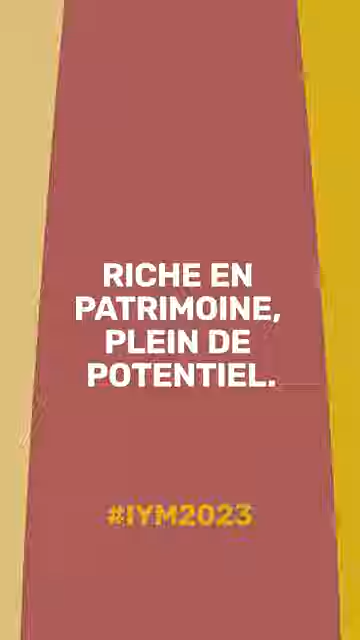 RICHE EN
PATRIMOINE,
PLEIN DE
POTENTIEL.
#IYM2023